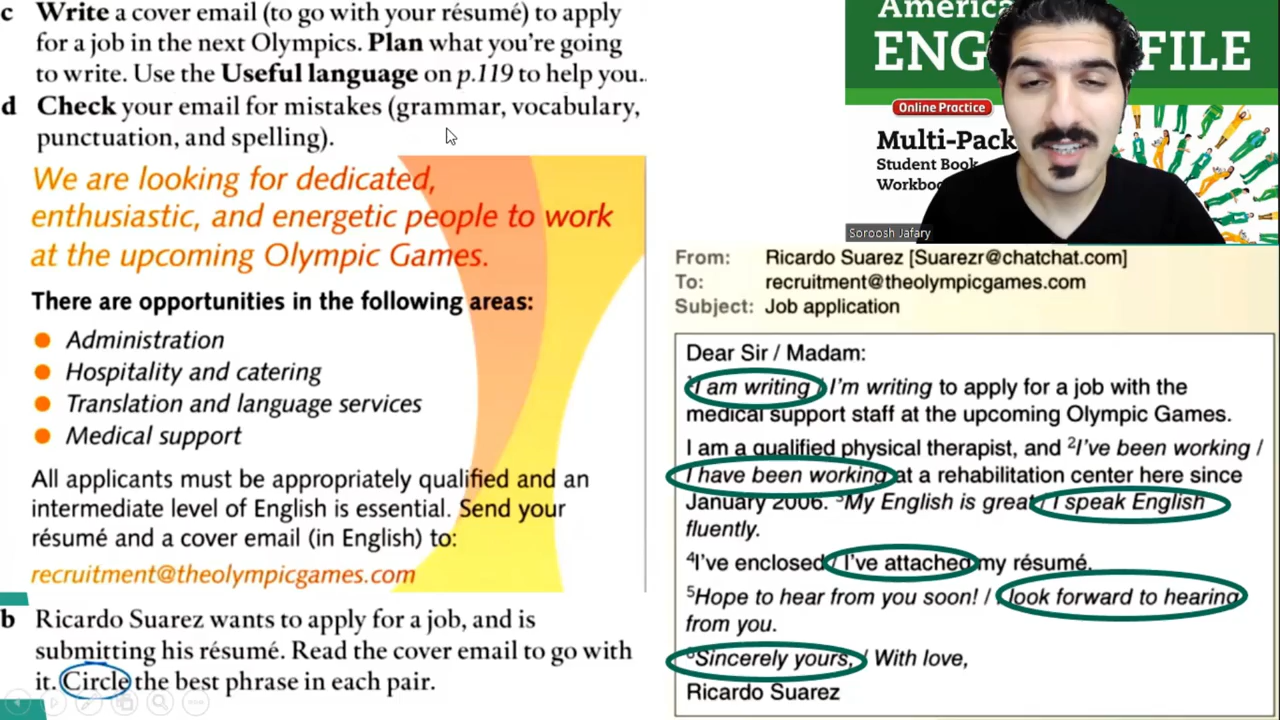 c Write a cover email (to go with your résumé) to apply
for a job in the next Olympics. Plan what you're going
to write. Use the Useful language on p.119 to help you..
d Check your email for mistakes (grammar, vocabulary,
punctuation, and spelling).
We are looking for dedicated,
enthusiastic, and energetic people to work
at the upcoming Olympic Games.
There are opportunities in the following areas:
Administration
Hospitality and catering
Translation and language services
Medical support
All applicants must be appropriately qualified and an
intermediate level of English is essential. Send your
résumé and a cover email (in English) to:
recruitment@theolympicgames.com
b Ricardo Suarez wants to apply for a job, and is
submitting his résumé. Read the cover email to go with
it. Circle the best phrase in each pair.
ENG FILE
Online Practice
Multi-Pack
Student Book
Soroosh Jafary
From: Ricardo Suarez [Suarezr@chatchat.com]
To: recruitment@theolympicgames.com
Subject: Job application
Dear Sir / Madam:
1I am writing / I'm writing to apply for a job with the
medical support staff at the upcoming Olympic Games.
I am a qualified physical therapist, and 2I've been working /
I have been working at a rehabilitation center here since
January 2006. 3My English is great / I speak English
fluently.
4I've enclosed / I've attached my résumé.
5Hope to hear from you soon! / I look forward to hearing
from you.
6Sincerely yours, / With love,
Ricardo Suarez